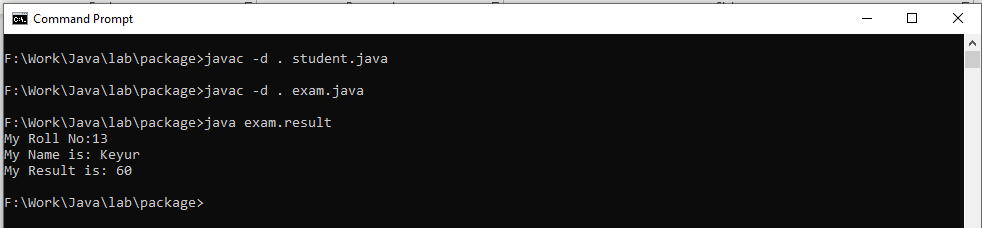 Command Prompt
F:\Work\Java\lab\package>javac -d . student.java
F:\Work\Java\lab\package>javac -d . exam.java
F:\Work\Java\lab\package>java exam.result
My Roll No:13
My Name is: Keyur
My Result is: 60
F:\Work\Java\lab\package>